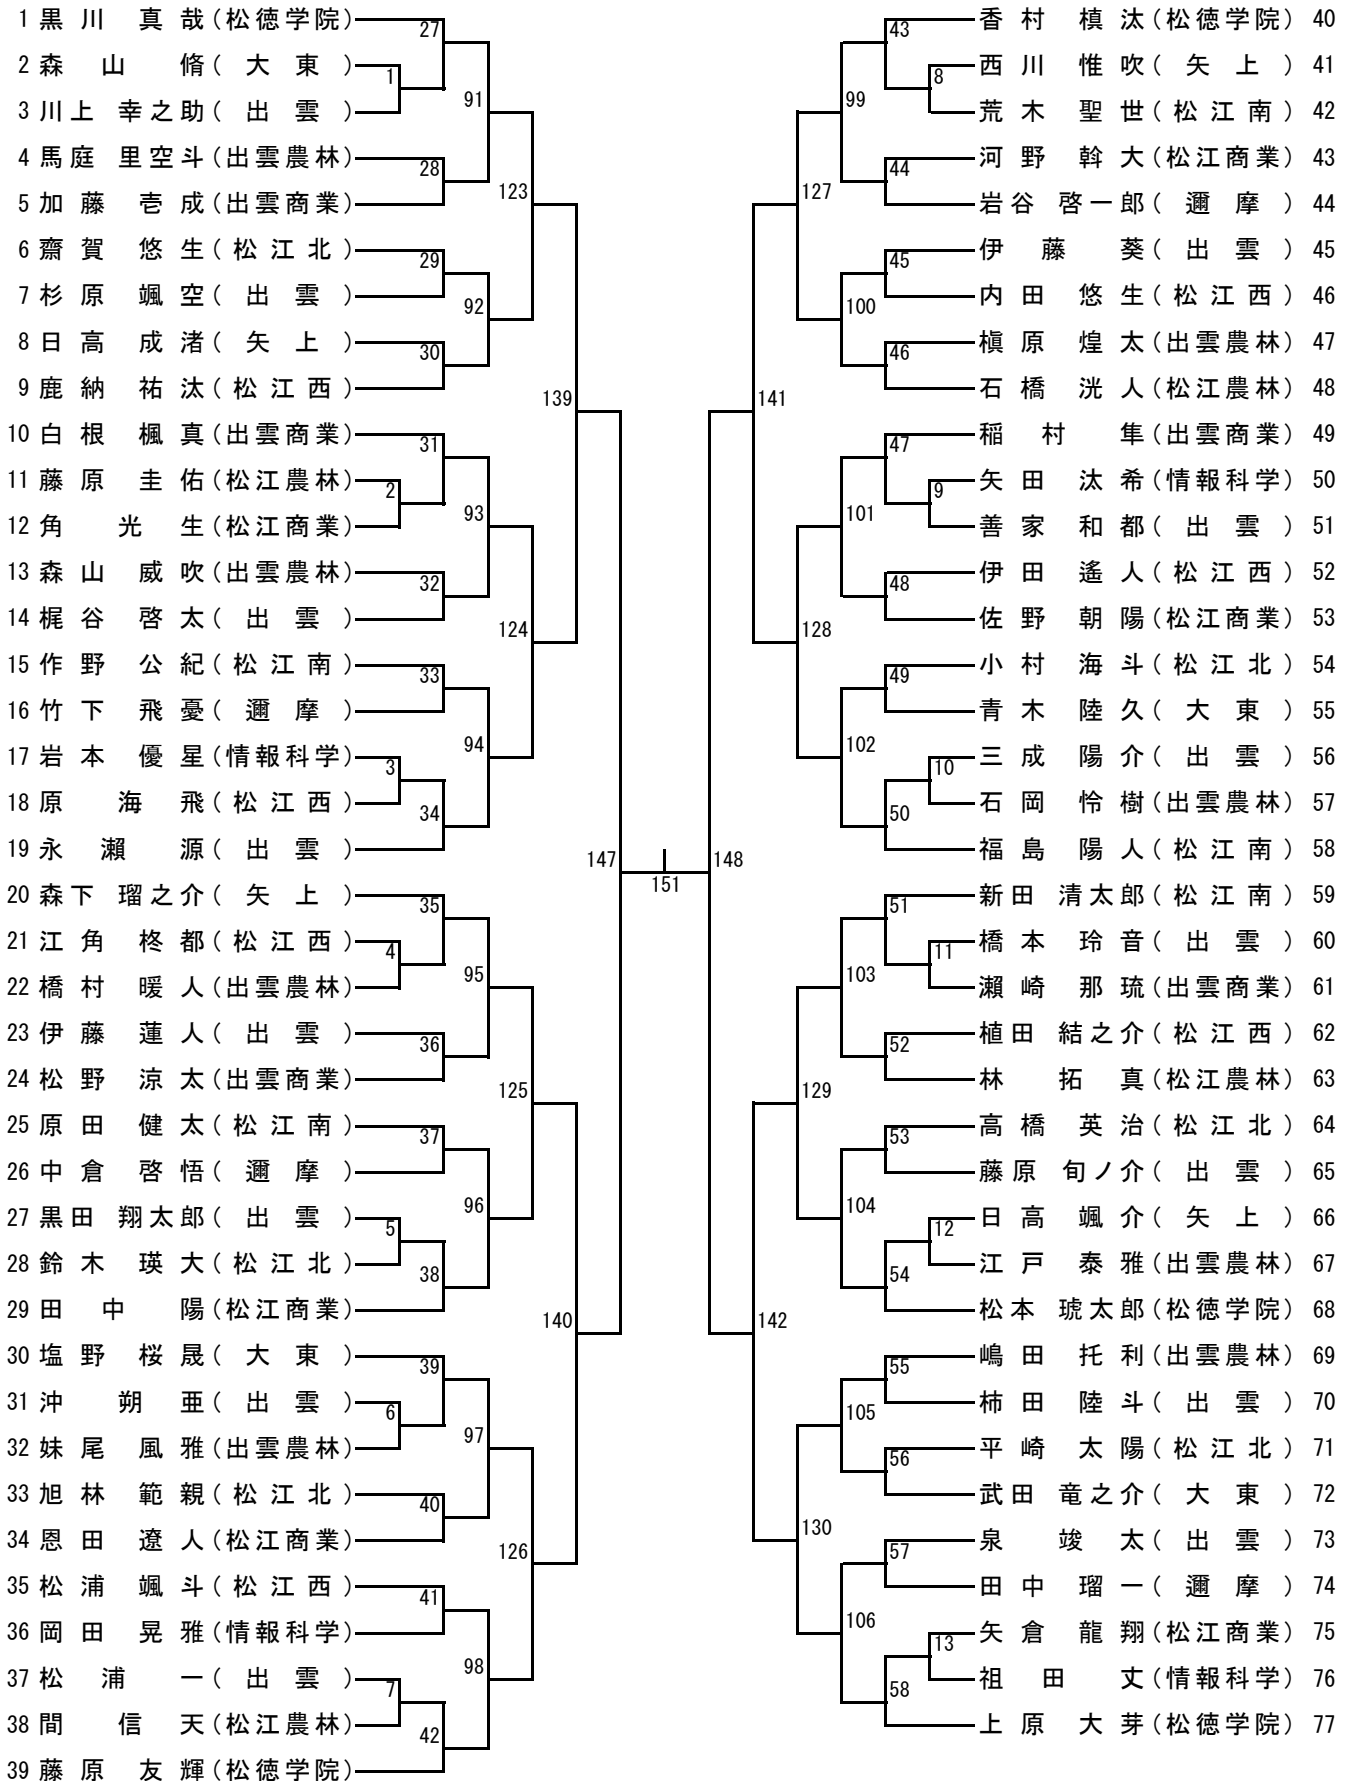 1 黒川 真哉(松徳学院)
2 森山 脩(大東)
3 川上 幸之助(出雲)
4 馬庭 里空斗(出雲農林)
5 加藤 壱成(出雲商業)
6 齋賀 悠生(松江北)
7 杉原 颯空(出雲)
8 日高 成渚(矢上)
9 鹿納 祐汰(松江西)
10 白根 楓真(出雲商業)
11 藤原 圭佑(松江農林)
12 角 光生(松江商業)
13 森山 威吹(出雲農林)
14 梶谷 啓太(出雲)
15 作野 公紀(松江南)
16 竹下 飛憂(邇摩)
17 岩本 優星(情報科学)
18 原 海飛(松江西)
19 永瀨 源(出雲)
20 森下 瑠之介(矢上)
21 江角 柊都(松江西)
22 橋村 暖人(出雲農林)
23 伊藤 蓮人(出雲)
24 松野 涼太(出雲商業)
25 原田 健太(松江南)
26 中倉 啓悟(邇摩)
27 黒田 翔太郎(出雲)
28 鈴木 瑛大(松江北)
29 田中 陽(松江商業)
30 塩野 桜晟(大東)
31 沖 朔亜(出雲)
32 妹尾 風雅(出雲農林)
33 旭林 範親(松江北)
34 恩田 遼人(松江商業)
35 松浦 颯斗(松江西)
36 岡田 晃雅(情報科学)
37 松浦 一(出雲)
38 間 信天(松江農林)
39 藤原 友輝(松徳学院)
27
1
91
28
123
29
92
30
139
31
2
93
32
124
33
94
3
34
147
35
4
95
36
125
37
96
5
38
140
39
6
97
40
126
41
98
7
42
151
148
43
8
99
44
127
45
100
46
141
47
9
101
48
128
49
102
10
50
51
11
103
52
129
53
104
12
54
142
55
105
56
130
57
106
13
58
香村 槙汰(松徳学院) 40
西川 惟吹(矢上) 41
荒木 聖世(松江南) 42
河野 斡大(松江商業) 43
岩谷 啓一郎(邇摩) 44
伊藤 葵(出雲) 45
内田 悠生(松江西) 46
槇原 煌太(出雲農林) 47
石橋 洸人(松江農林) 48
稲村 隼(出雲商業) 49
矢田 汰希(情報科学) 50
善家 和都(出雲) 51
伊田 遙人(松江西) 52
佐野 朝陽(松江商業) 53
小村 海斗(松江北) 54
青木 陸久(大東) 55
三成 陽介(出雲) 56
石岡 怜樹(出雲農林) 57
福島 陽人(松江南) 58
新田 清太郎(松江南) 59
橋本 玲音(出雲) 60
瀨崎 那琉(出雲商業) 61
植田 結之介(松江西) 62
林 拓真(松江農林) 63
高橋 英治(松江北) 64
藤原 旬ノ介(出雲) 65
日高 颯介(矢上) 66
江戸 泰雅(出雲農林) 67
松本 琥太郎(松徳学院) 68
嶋田 托利(出雲農林) 69
柿田 陸斗(出雲) 70
平崎 太陽(松江北) 71
武田 竜之介(大東) 72
泉 竣太(出雲) 73
田中 瑠一(邇摩) 74
矢倉 龍翔(松江商業) 75
祖田 丈(情報科学) 76
上原 大芽(松徳学院) 77